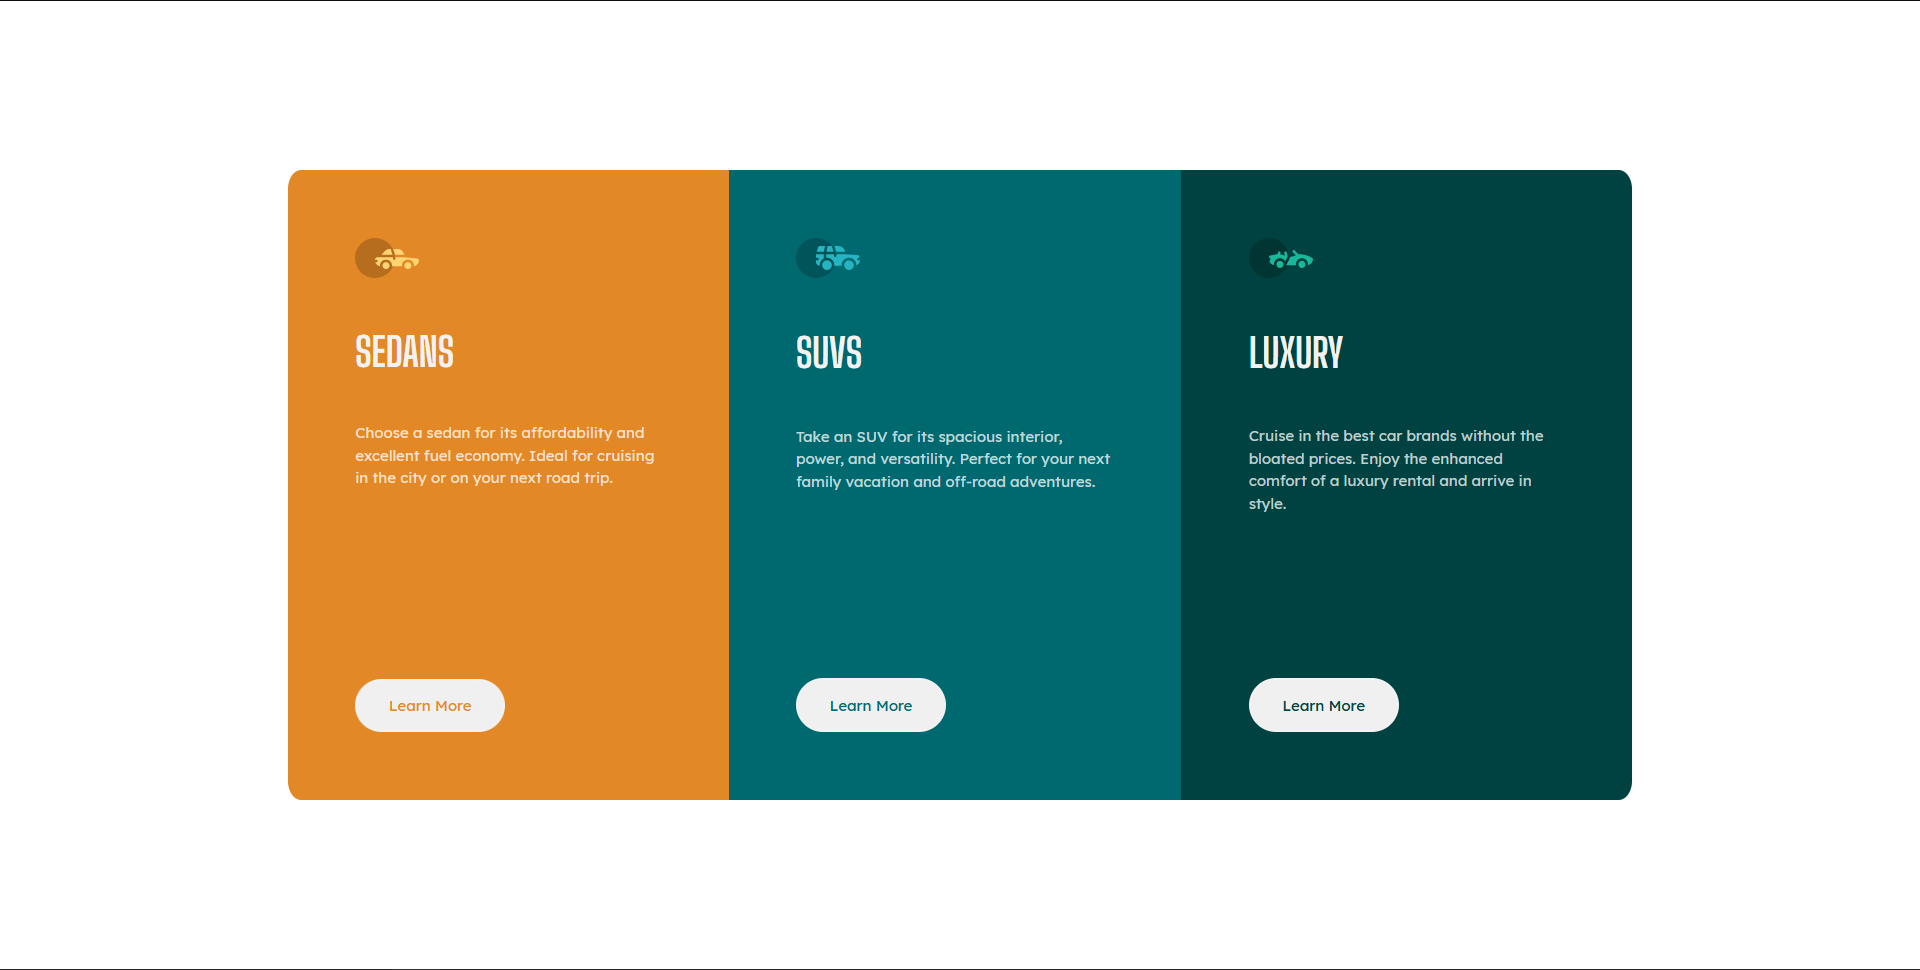 SEDANS
Choose a sedan for its affordability and
excellent fuel economy. Ideal for cruising
in the city or on your next road trip.
Learn More
SUVS
Take an SUV for its spacious interior,
power, and versatility. Perfect for your next
family vacation and off-road adventures.
Learn More
LUXURY
Cruise in the best car brands without the
bloated prices. Enjoy the enhanced
comfort of a luxury rental and arrive in
style.
Learn More